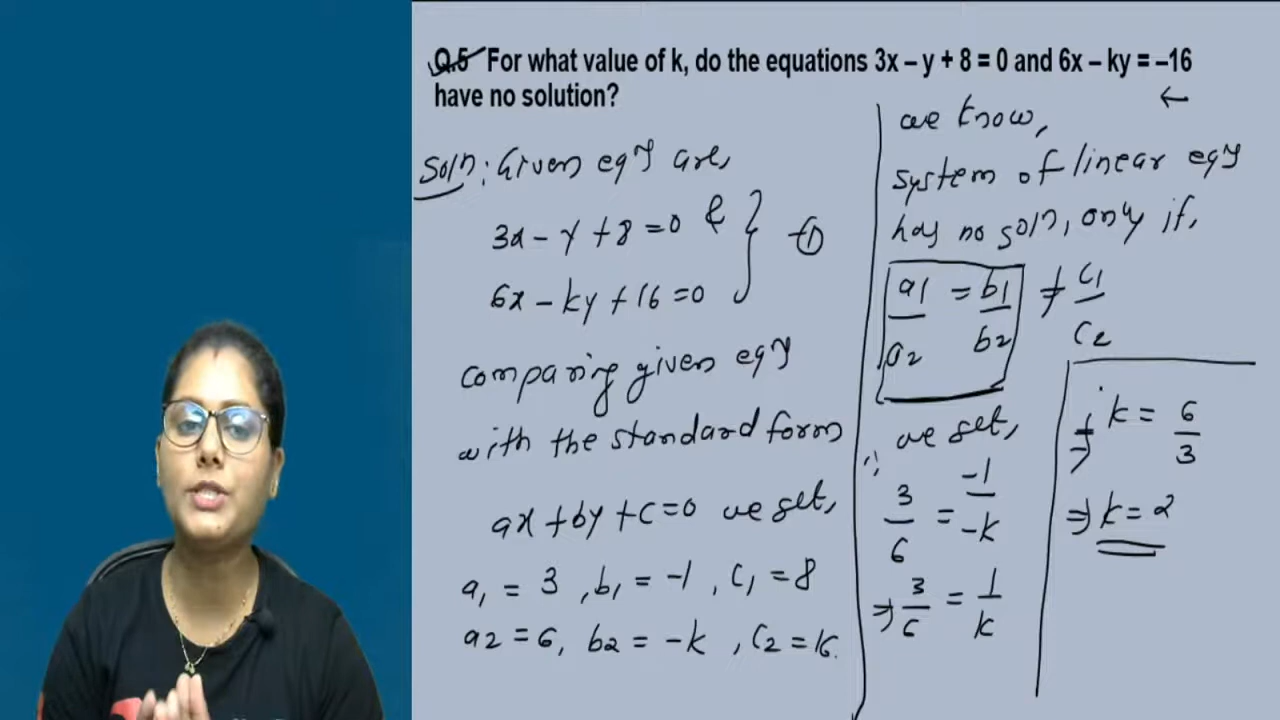 Q.5 For what value of k, do the equations 3x – y + 8 = 0 and 6x – ky = –16
have no solution?
Soln: Given eqn are,
3x - y + 8 = 0 &
6x - ky + 16 = 0
①
comparing given eqn
with the standard form
ax + by + c = 0 we get,
a1 = 3, b1 = -1, c1 = 8
a2 = 6, b2 = -k, c2 = 16.
←
we know,
system of linear eqn
has no soln, only if,
a1/a2 = b1/b2 ≠ c1/c2
∴ we get,
3/6 = -1/-k
⇒ 3/6 = 1/k
⇒ k = 6/3
⇒ k = 2